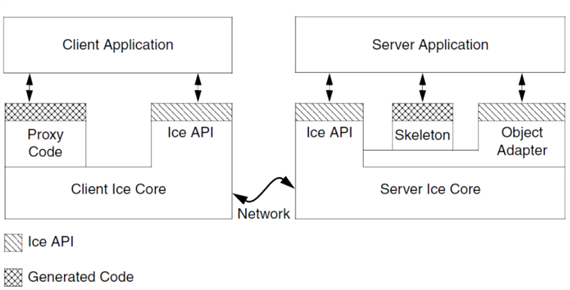 Client Application
Server Application
Proxy
Code
Ice API
Ice API
Skeleton
Object
Adapter
Client Ice Core
Server Ice Core
Network
Ice API
Generated Code